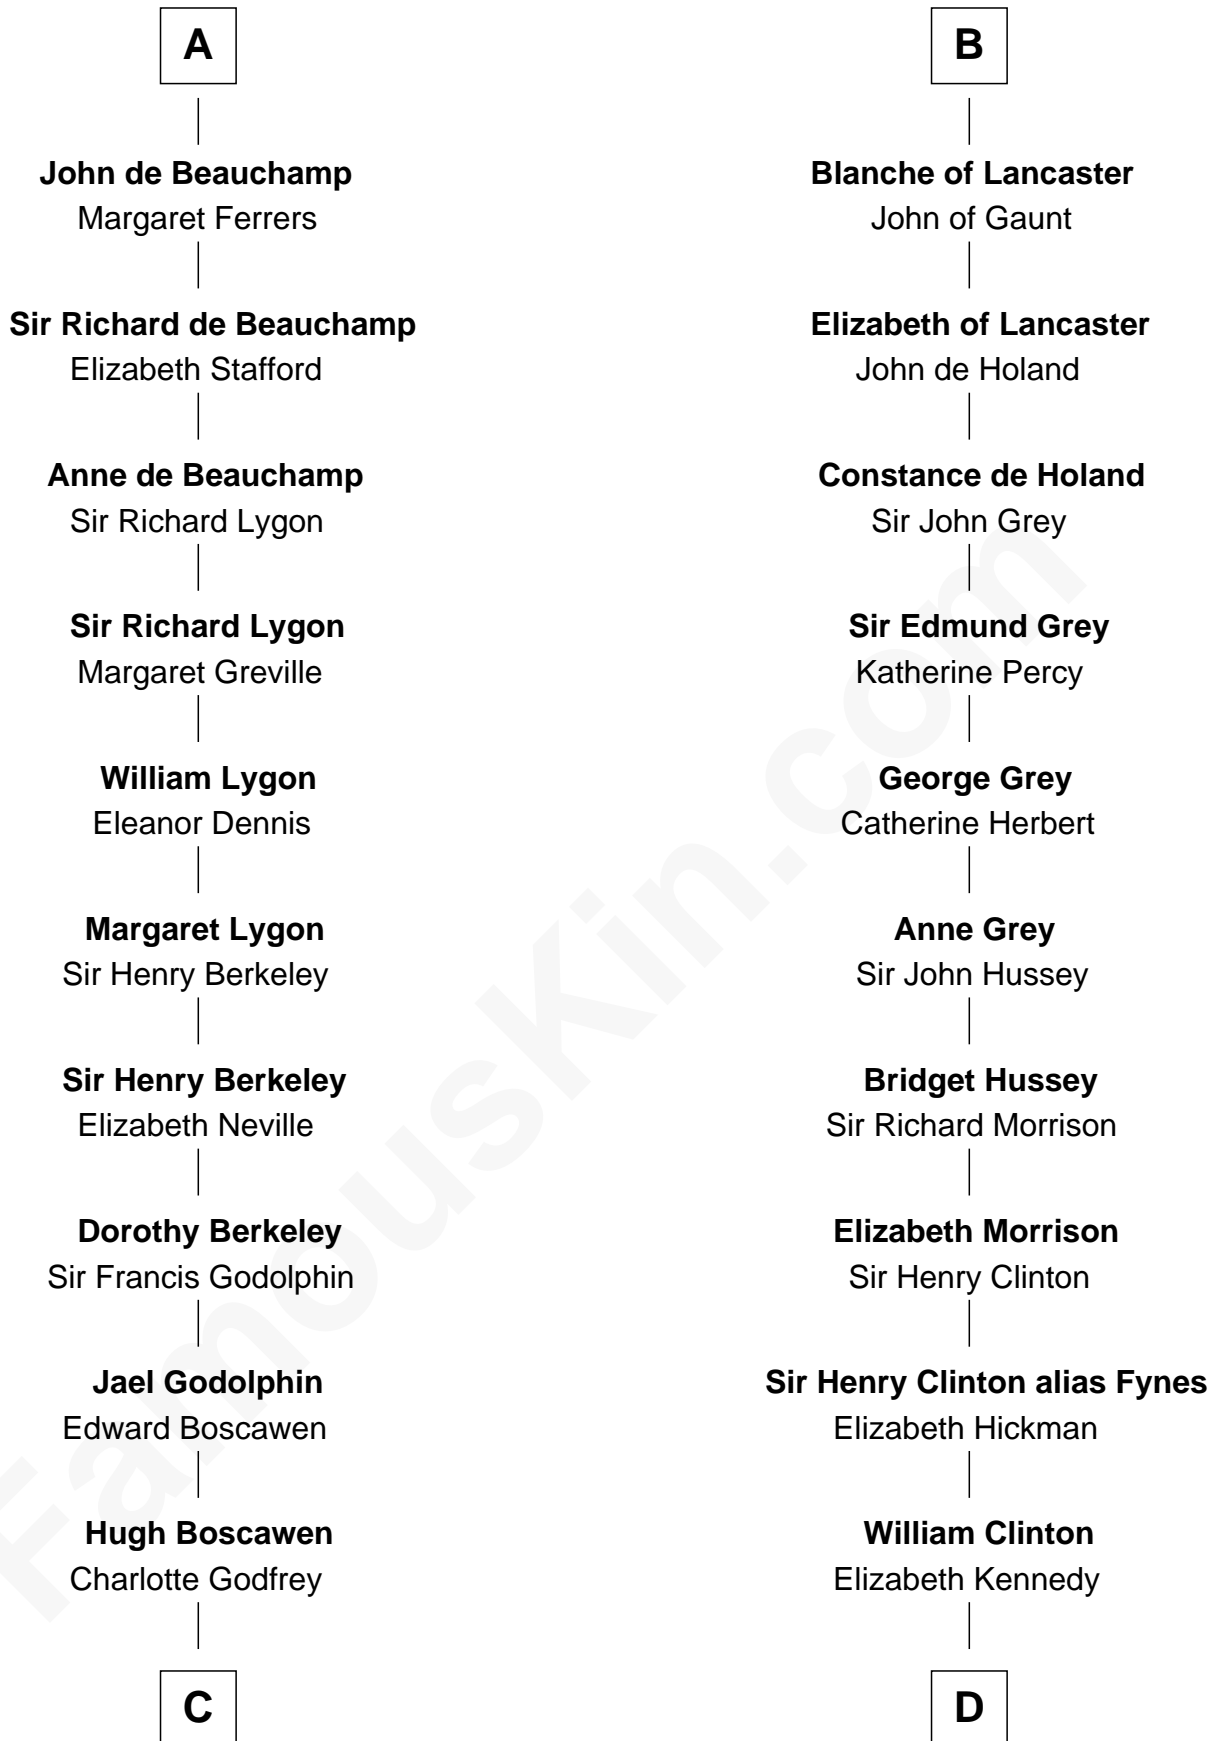 A
John de Beauchamp
Margaret Ferrers
Sir Richard de Beauchamp
Elizabeth Stafford
Anne de Beauchamp
Sir Richard Lygon
Sir Richard Lygon
Margaret Greville
William Lygon
Eleanor Dennis
Margaret Lygon
Sir Henry Berkeley
Sir Henry Berkeley
Elizabeth Neville
Dorothy Berkeley
Sir Francis Godolphin
Jael Godolphin
Edward Boscawen
Hugh Boscawen
Charlotte Godfrey
C
B
Blanche of Lancaster
John of Gaunt
Elizabeth of Lancaster
John de Holand
Constance de Holand
Sir John Grey
Sir Edmund Grey
Katherine Percy
George Grey
Catherine Herbert
Anne Grey
Sir John Hussey
Bridget Hussey
Sir Richard Morrison
Elizabeth Morrison
Sir Henry Clinton
Sir Henry Clinton alias Fynes
Elizabeth Hickman
William Clinton
Elizabeth Kennedy
D
FamousKin.com